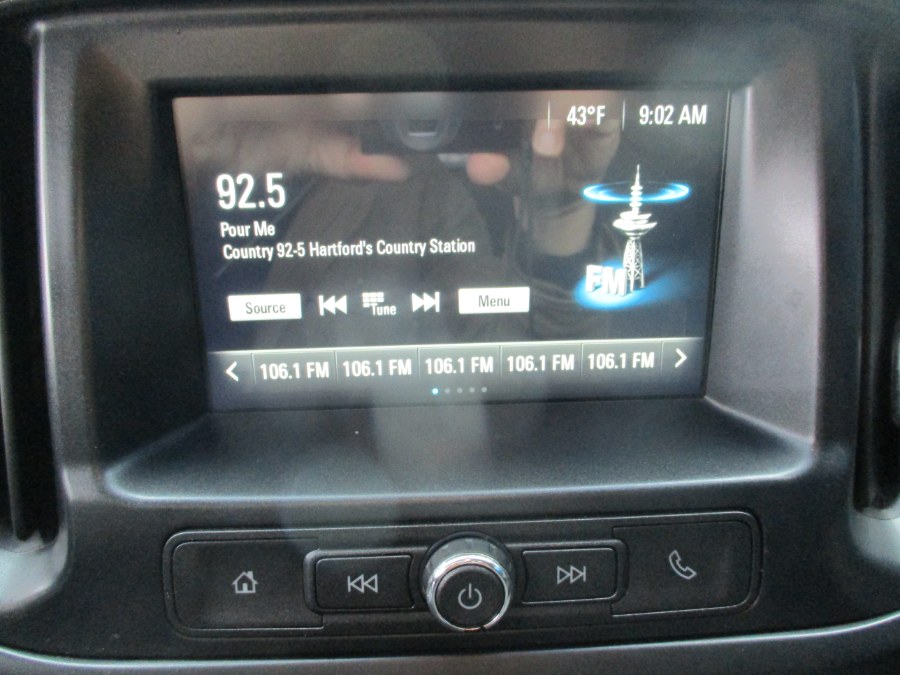 43°F 9:02 AM
92.5
Pour Me
Country 92-5 Hartford's Country Station
FM
Source Tune Menu
106.1 FM 106.1 FM 106.1 FM 106.1 FM 106.1 FM